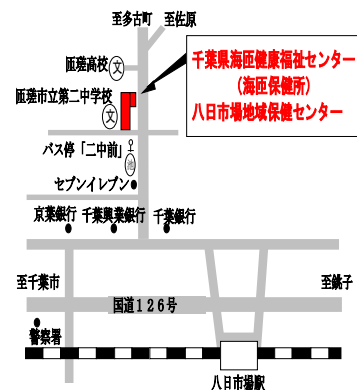 至多古町
至佐原
匝瑳高校
文
千葉県海匝健康福祉センター
(海匝保健所)
八日市場地域保健センター
匝瑳市立第二中学校
文
バス停「二中前」
セブンイレブン
京葉銀行
千葉興業銀行
千葉銀行
至千葉市
至銚子
国道126号
警察署
八日市場駅